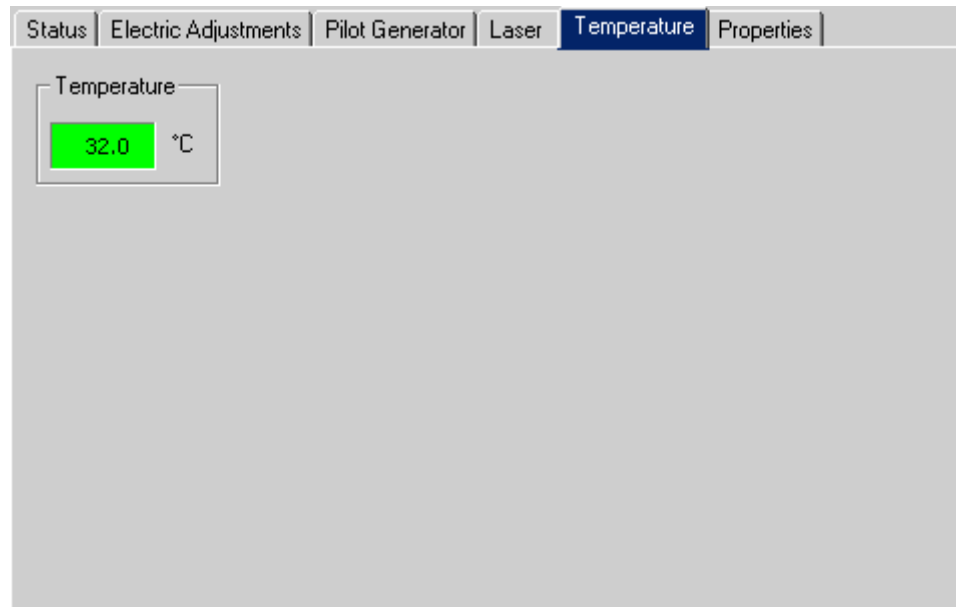 Status Electric Adjustments Pilot Generator Laser Temperature Properties
Temperature
32.0 °C